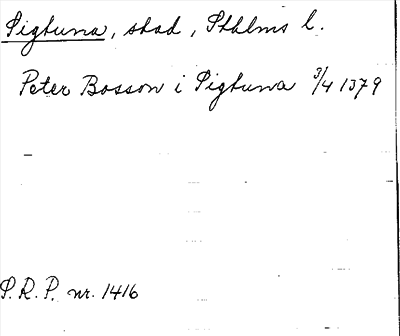 Sigtuna, stad, Sthlms l.
Peter Bosson i Sigtuna 3/4 1379
S.R.P. nr. 1416